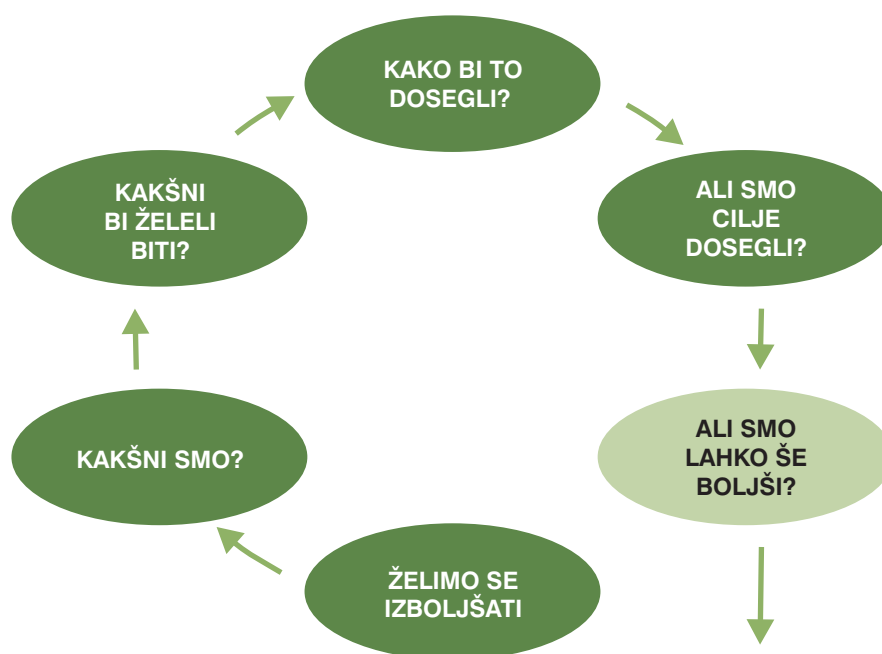 KAKO BI TO
DOSEGLI?
KAKŠNI
BI ŽELELI
BITI?
ALI SMO
CILJE
DOSEGLI?
KAKŠNI SMO?
ALI SMO
LAHKO ŠE
BOLJŠI?
ŽELIMO SE
IZBOLJŠATI